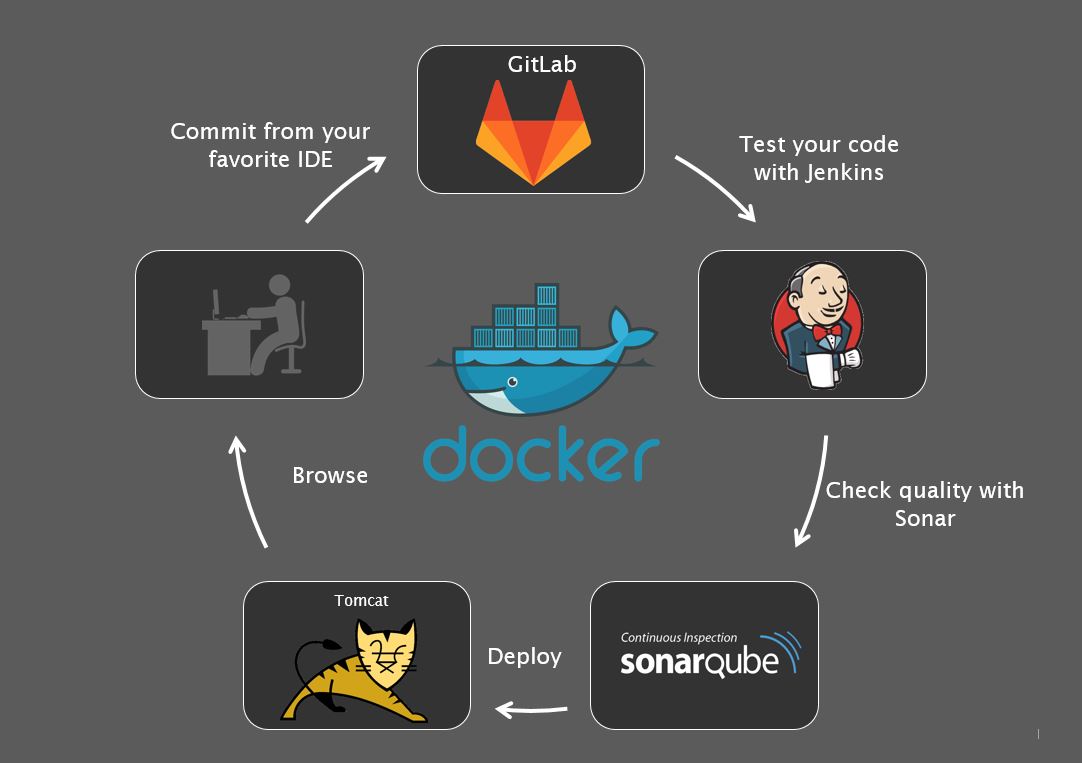 GitLab
Commit from your
favorite IDE
Test your code
with Jenkins
docker
Browse
Check quality with
Sonar
Tomcat
Deploy
Continuous Inspection
sonarqube